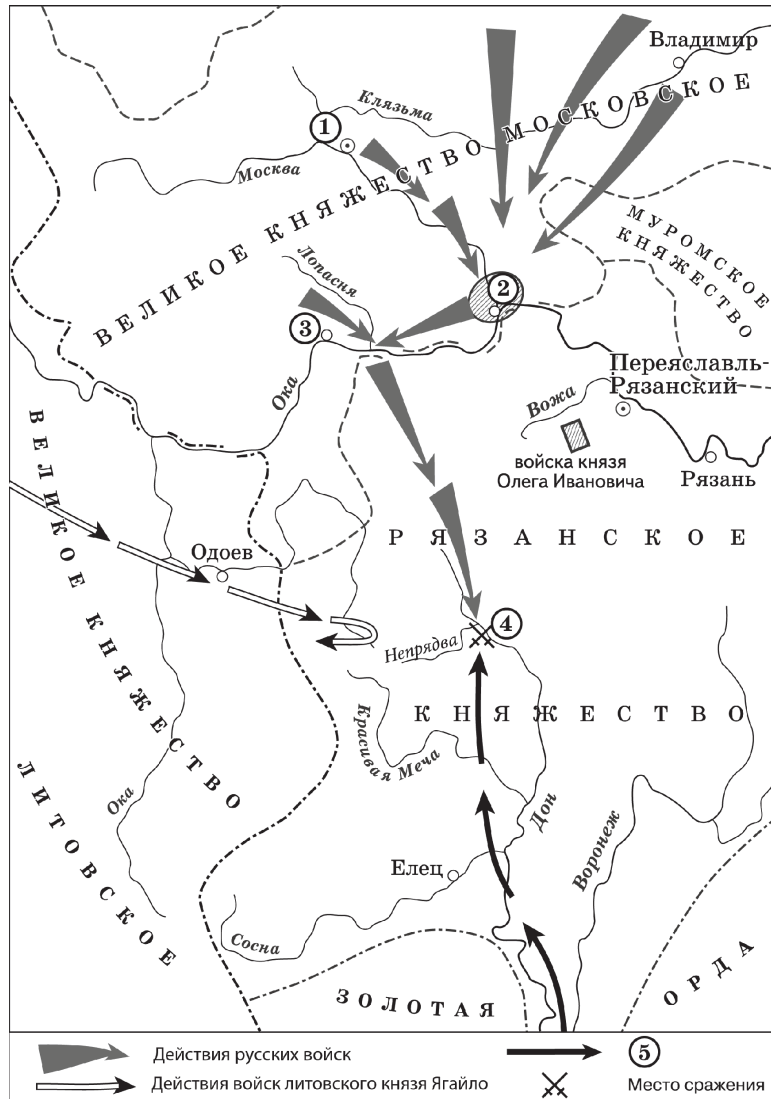 Владимир
Клязьма
1
Москва
ВЕЛИКОЕ КНЯЖЕСТВО МОСКОВСКОЕ
МУРОМСКОЕ
КНЯЖЕСТВО
Лопасня
2
3
Ока
Переяславль-
Рязанский
Вожа
войска князя
Олега Ивановича
Рязань
ВЕЛИКОЕ КНЯЖЕСТВО
ЛИТОВСКОЕ
Одоев
РЯЗАНСКОЕ
4
Непрядва
КНЯЖЕСТВО
Красивая Меча
Ока
Дон
Воронеж
Елец
Сосна
ЗОЛОТАЯ
ОРДА
Действия русских войск
5
Действия войск литовского князя Ягайло
Место сражения